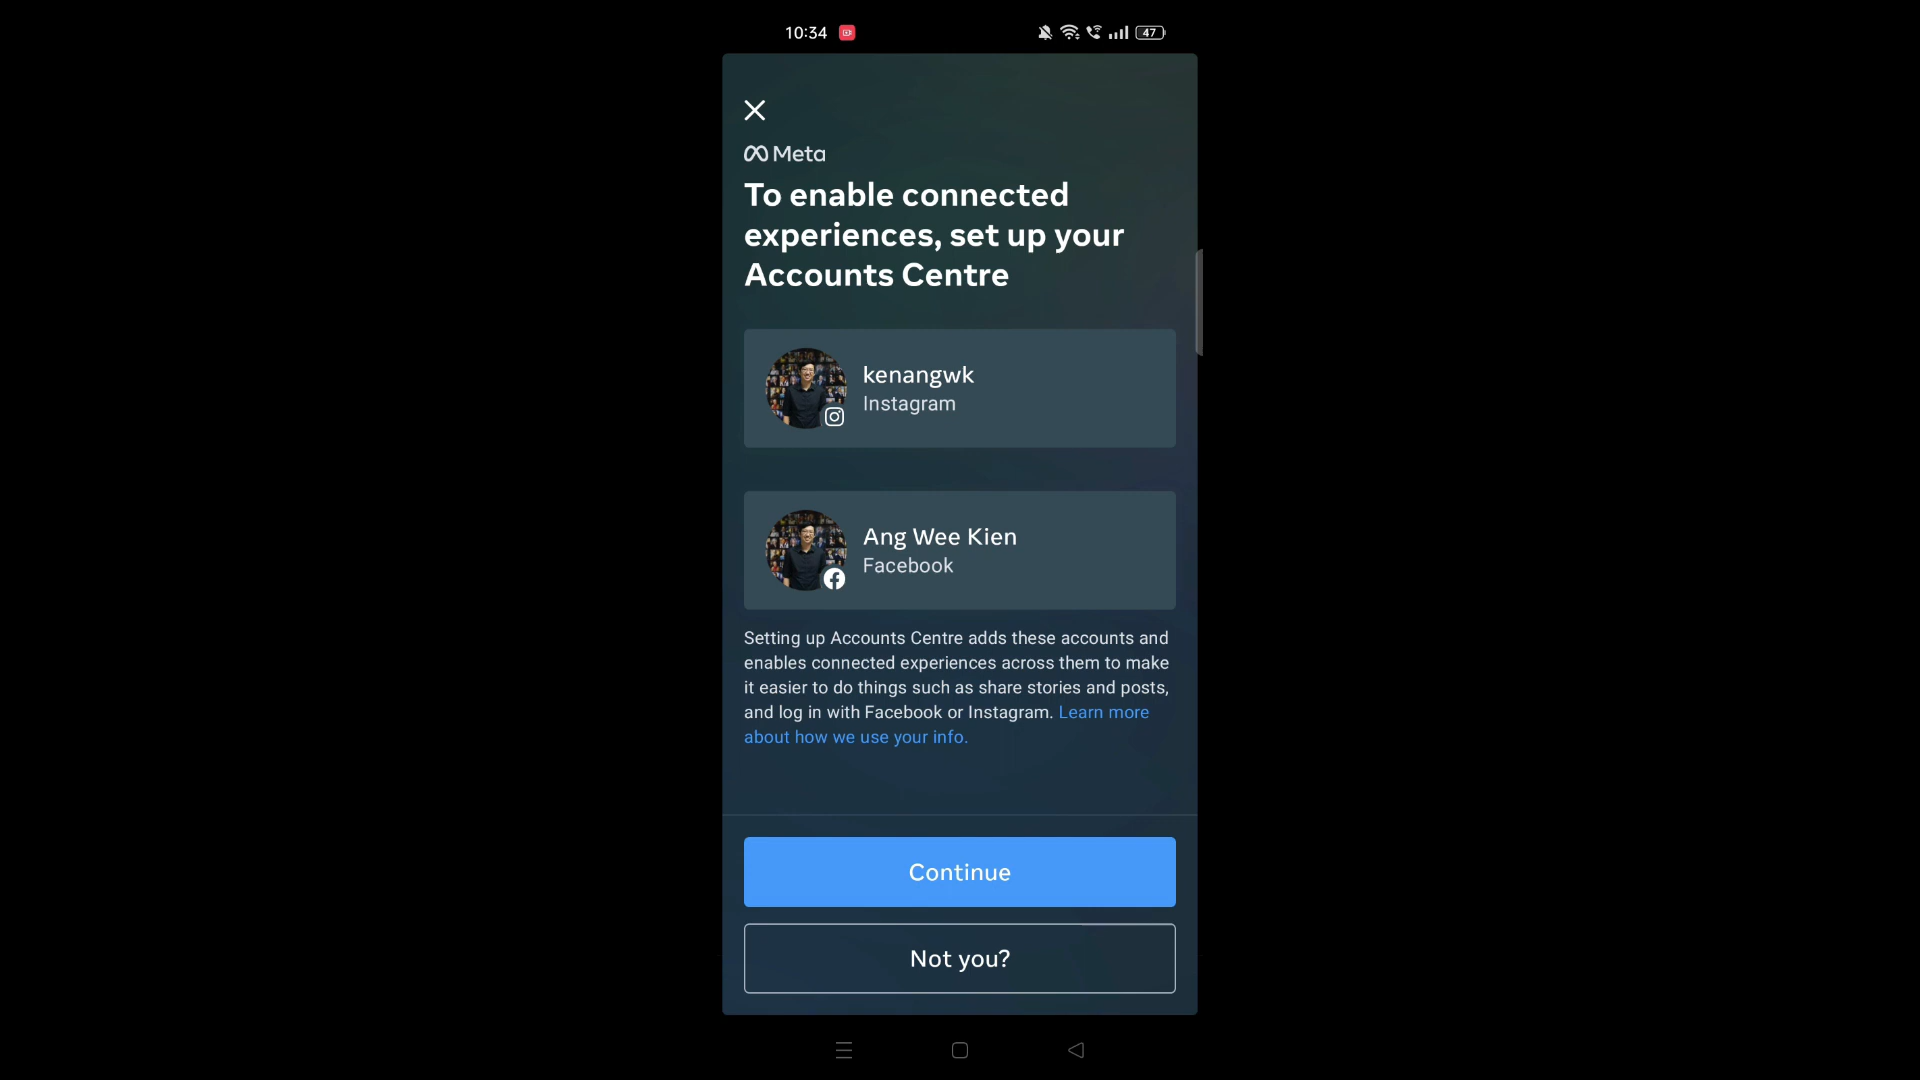 10:34
47
Meta
To enable connected
experiences, set up your
Accounts Centre
kenangwk
Instagram
Ang Wee Kien
Facebook
Setting up Accounts Centre adds these accounts and
enables connected experiences across them to make
it easier to do things such as share stories and posts,
and log in with Facebook or Instagram. Learn more
about how we use your info.
Continue
Not you?